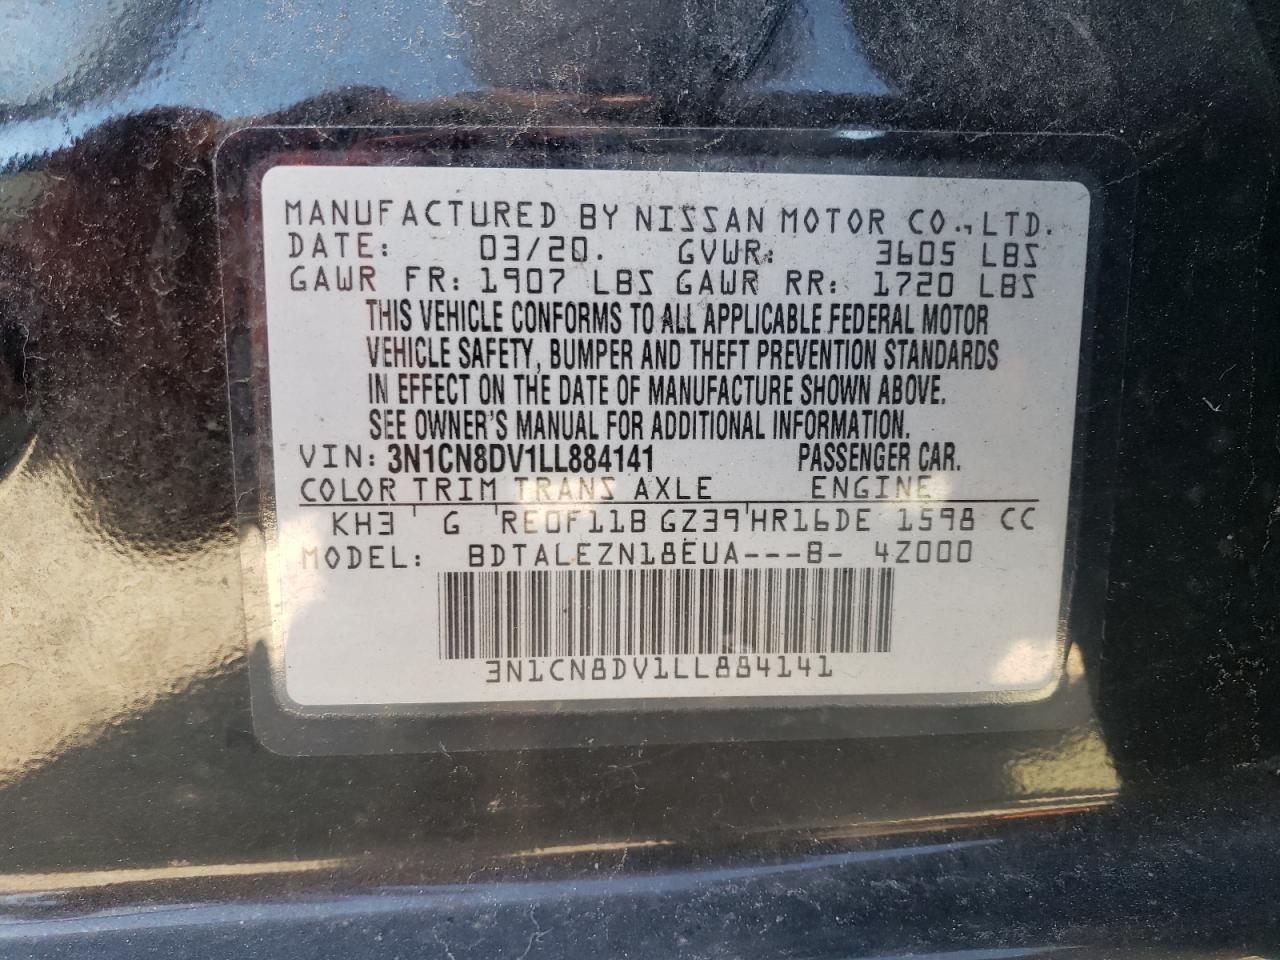 MANUFACTURED BY NISSAN MOTOR CO., LTD.
DATE: 03/20. GVWR: 3605 LBS
GAWR FR: 1907 LBS GAWR RR: 1720 LBS
THIS VEHICLE CONFORMS TO ALL APPLICABLE FEDERAL MOTOR
VEHICLE SAFETY, BUMPER AND THEFT PREVENTION STANDARDS
IN EFFECT ON THE DATE OF MANUFACTURE SHOWN ABOVE.
SEE OWNER'S MANUAL FOR ADDITIONAL INFORMATION.
VIN: 3N1CN8DV1LL884141 PASSENGER CAR.
COLOR TRIM TRANS AXLE ENGINE
KH3 ' G ' RE0F11B GZ39 ' HR16DE 1598 CC
MODEL: BDTALEZN18EUA---B- 4Z000
3N1CN8DV1LL884141